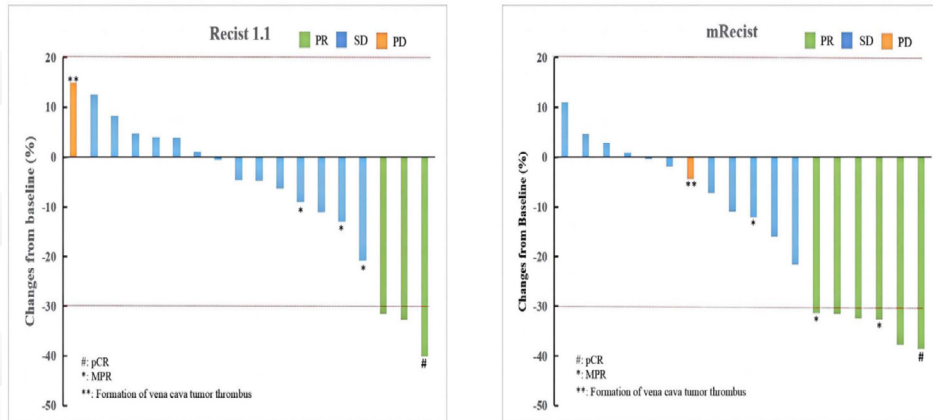 Recist 1.1
PR SD PD
Changes from baseline (%)
20
10
0
-10
-20
-30
-40
-50
**
*
*
*
#
#: pCR
*: MPR
**: Formation of vena cava tumor thrombus
mRecist
PR SD PD
Changes from Baseline (%)
20
10
0
-10
-20
-30
-40
-50
**
*
*
*
#
#: pCR
*: MPR
**: Formation of vena cava tumor thrombus